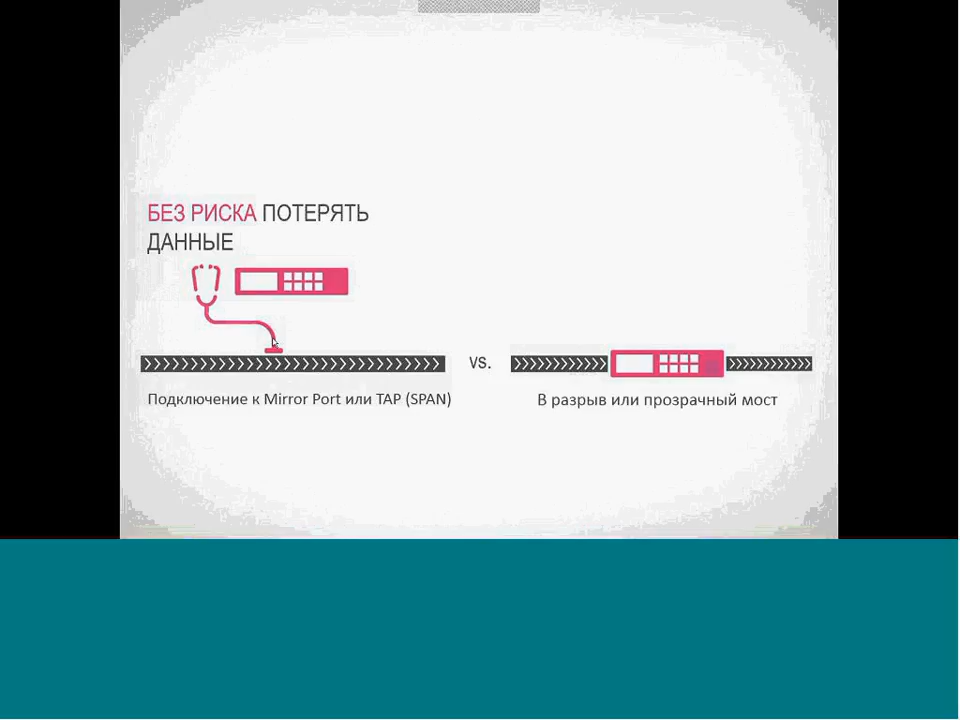 БЕЗ РИСКА ПОТЕРЯТЬ
ДАННЫЕ
vs.
Подключение к Mirror Port или TAP (SPAN)
В разрыв или прозрачный мост